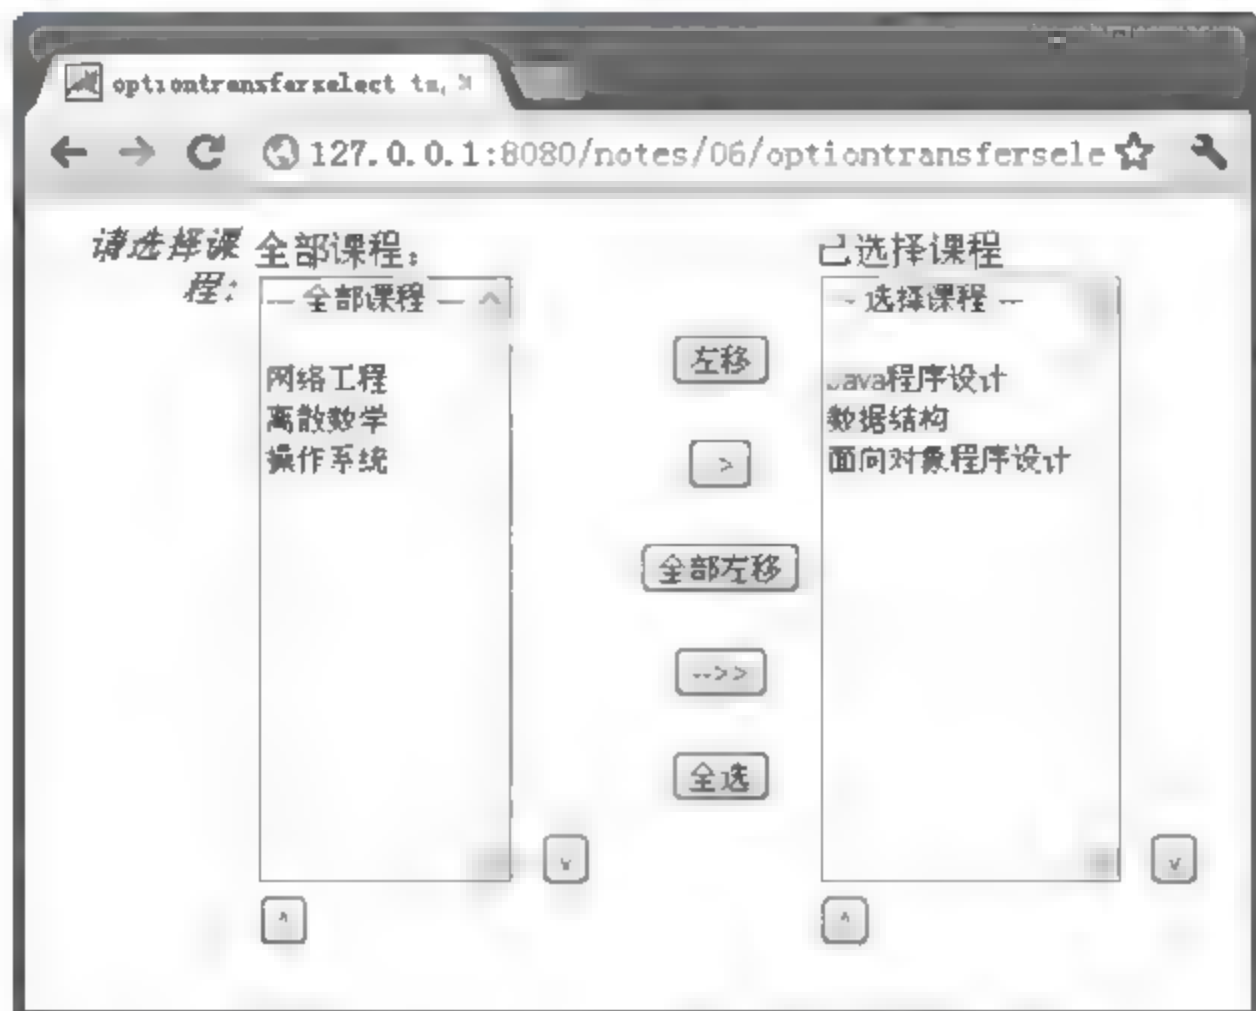 optiontransferselect ta
127.0.0.1:8080/notes/06/optiontransfersele
请选择课
程：
全部课程：
-- 全部课程 --
网络工程
离散数学
操作系统
左移
>
全部左移
-->>
全选
v
^
已选择课程
-- 选择课程 --
Java程序设计
数据结构
面向对象程序设计
v
^